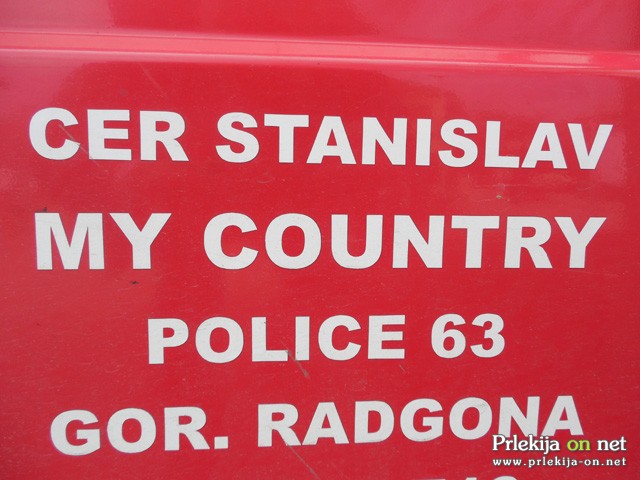 CER STANISLAV
MY COUNTRY
POLICE 63
GOR. RADGONA
Prlekija on net
www.prlekija-on.net